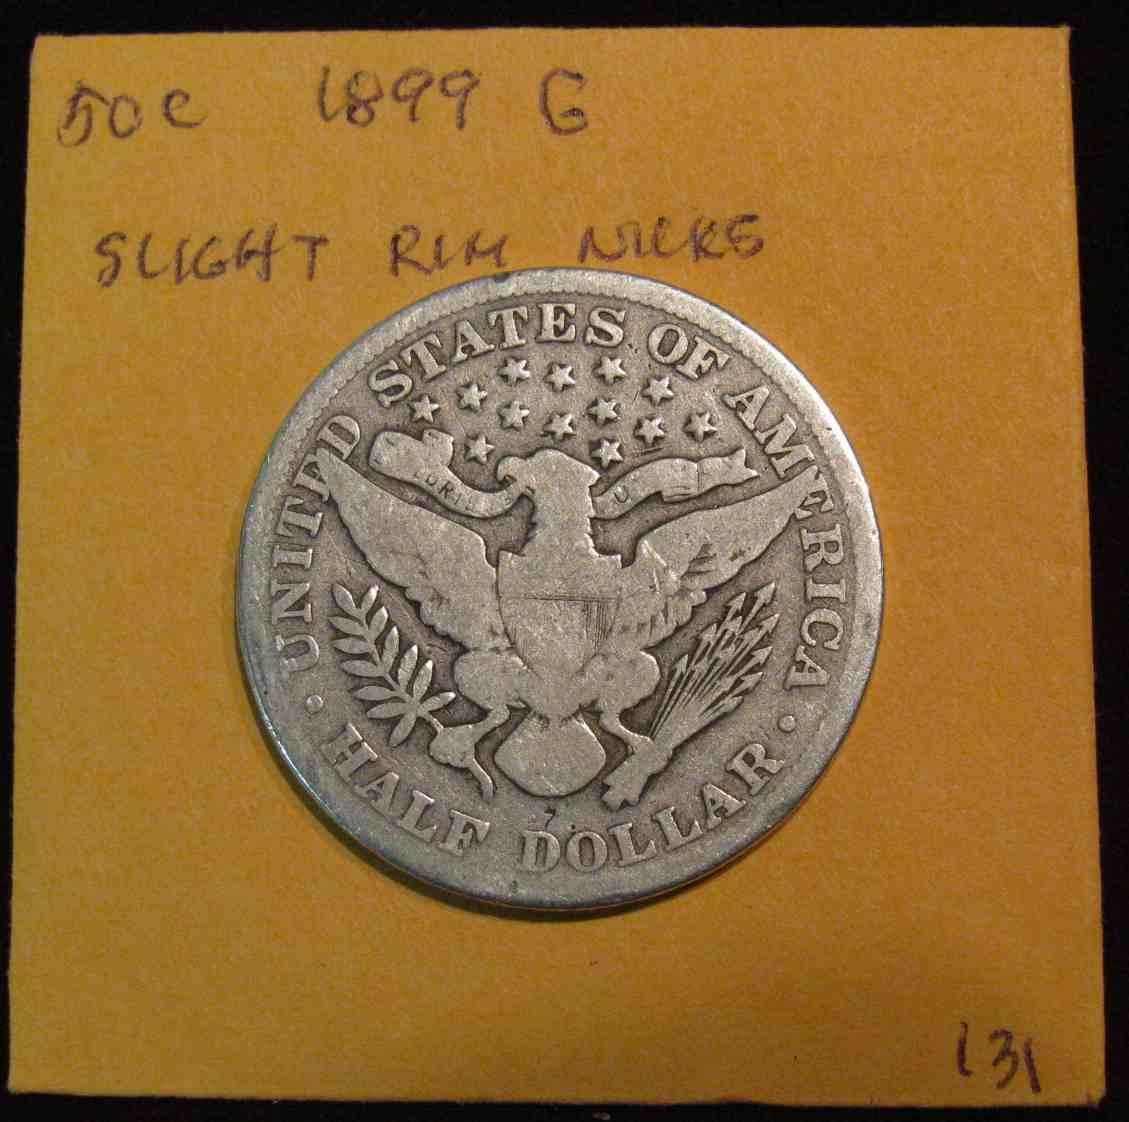 50c 1899 G
SLIGHT RIM NICKS
UNITED STATES OF AMERICA
HALF DOLLAR
131